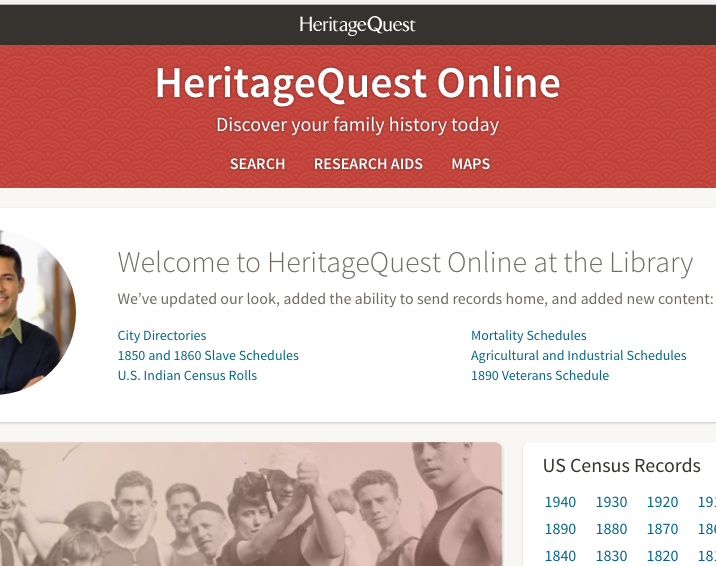 HeritageQuest
HeritageQuest Online
Discover your family history today
SEARCH RESEARCH AIDS MAPS
Welcome to HeritageQuest Online at the Library
We've updated our look, added the ability to send records home, and added new content:
City Directories
1850 and 1860 Slave Schedules
U.S. Indian Census Rolls
Mortality Schedules
Agricultural and Industrial Schedules
1890 Veterans Schedule
US Census Records
1940 1930 1920
1890 1880 1870
1840 1830 1820